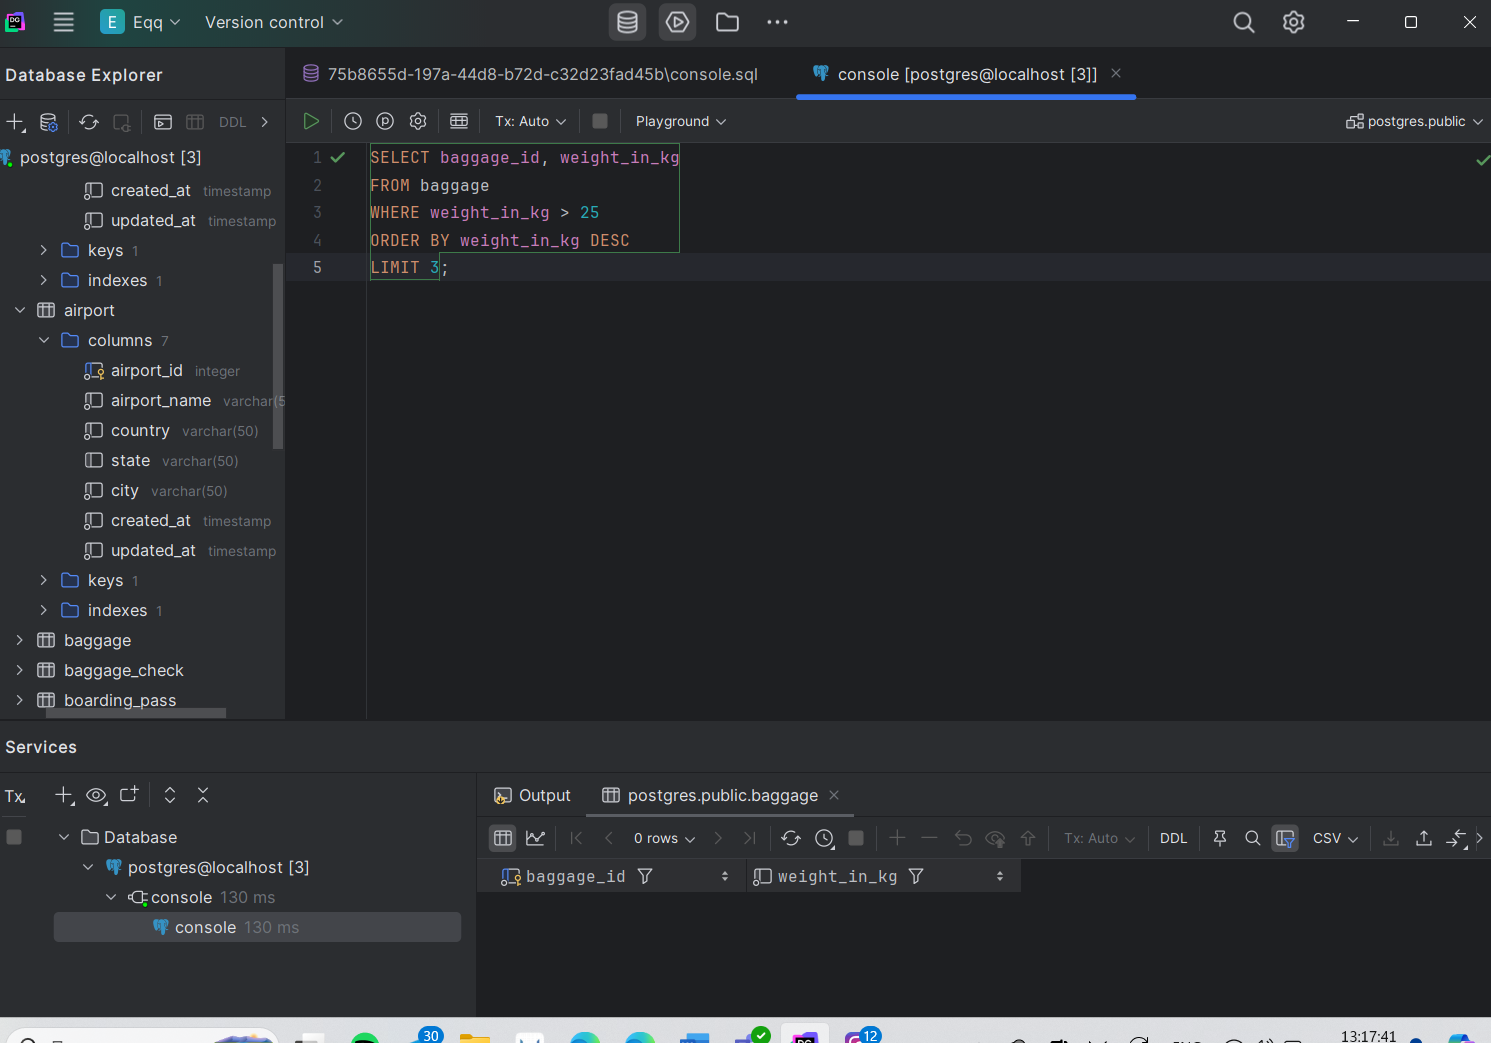 E Eqq Version control
Database Explorer
75b8655d-197a-44d8-b72d-c32d23fad45b\console.sql
console [postgres@localhost [3]]
DDL
Tx: Auto
Playground
postgres.public
postgres@localhost [3]
created_at timestamp
updated_at timestamp
keys 1
indexes 1
airport
columns 7
airport_id integer
airport_name varchar(5
country varchar(50)
state varchar(50)
city varchar(50)
created_at timestamp
updated_at timestamp
keys 1
indexes 1
baggage
baggage_check
boarding_pass
1 SELECT baggage_id, weight_in_kg
2 FROM baggage
3 WHERE weight_in_kg > 25
4 ORDER BY weight_in_kg DESC
5 LIMIT 3;
Services
Tx
Database
postgres@localhost [3]
console 130 ms
console 130 ms
Output
postgres.public.baggage
0 rows
Tx: Auto
DDL
CSV
baggage_id
weight_in_kg
30
12
13:17:41